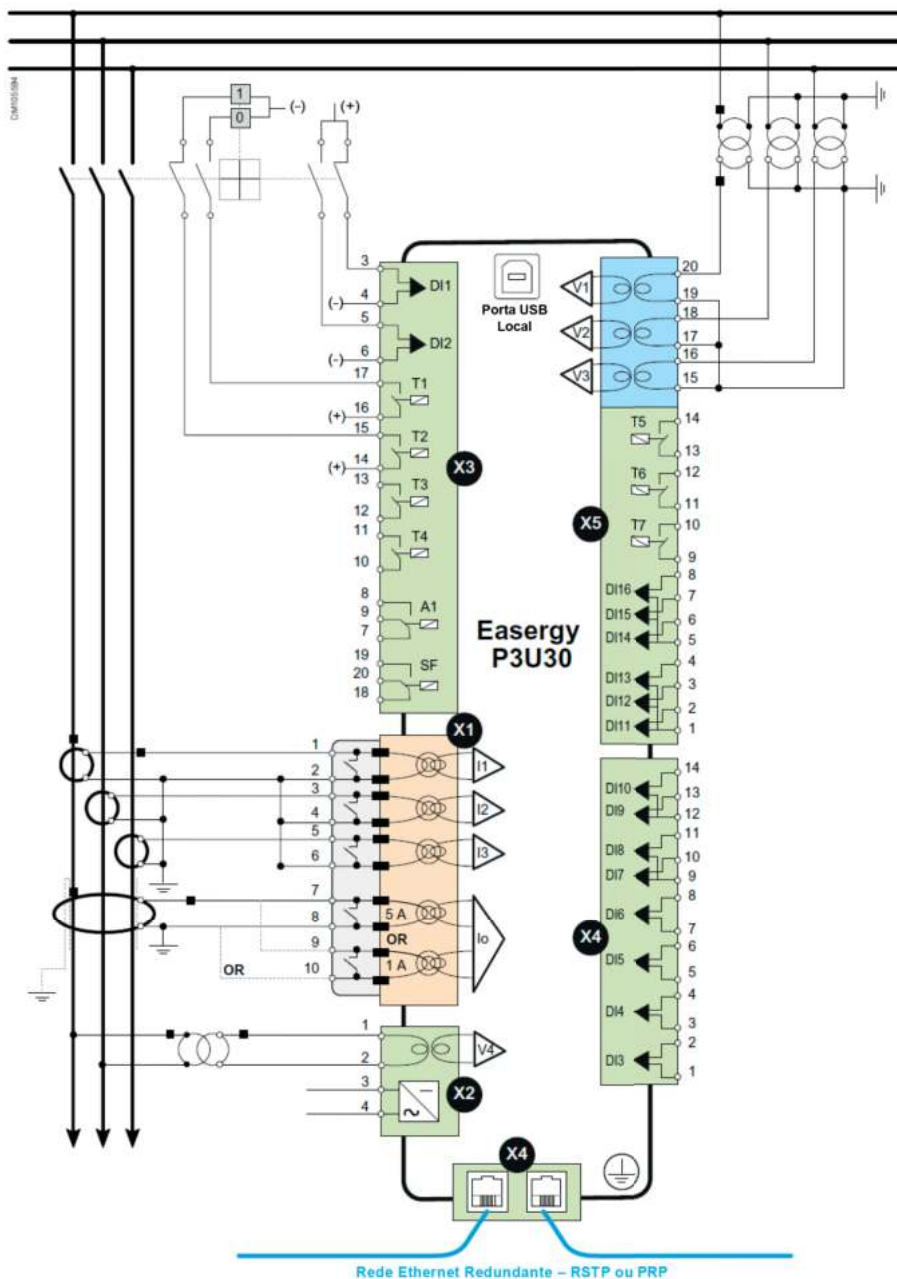 DM105594
1
0
(-)
(+)
3
4
(-)
5
6
(-)
17
16
(+)
15
14
(+)
13
12
11
10
8
9
7
19
20
18
DI1
DI2
T1
T2
T3
T4
A1
SF
X3
Porta USB
Local
V1
V2
V3
20
19
18
17
16
15
T5
T6
T7
14
13
12
11
10
9
8
7
6
5
4
3
2
1
X5
DI16
DI15
DI14
DI13
DI12
DI11
Easergy
P3U30
X1
1
2
3
4
5
6
7
8
9
10
I1
I2
I3
5 A
OR
1 A
Io
OR
X4
DI10
DI9
DI8
DI7
DI6
DI5
DI4
DI3
14
13
12
11
10
9
8
7
6
5
4
3
2
1
1
2
3
4
V4
X2
X4
Rede Ethernet Redundante – RSTP ou PRP